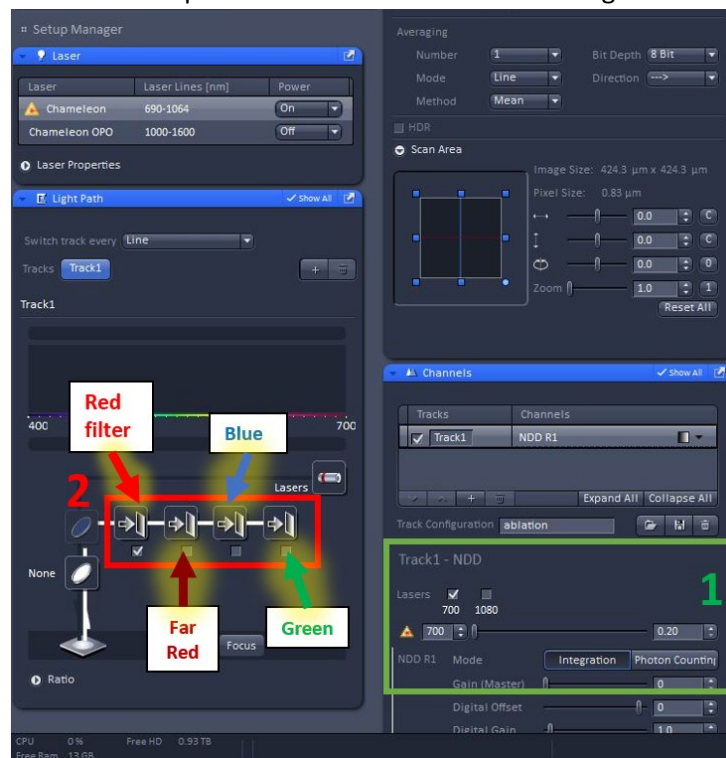 Setup Manager
Laser
Laser Laser Lines [nm] Power
Chameleon 690-1064 On
Chameleon OPO 1000-1600 Off
Laser Properties
Light Path Show All
Switch track every Line
Tracks Track1 +
Track1
400 700
Red filter
Blue
2
Lasers
None
Far Red
Green
Focus
Ratio
CPU 0 % Free HD 0.93 TB
Free Ram 13 GB
Averaging
Number 1 Bit Depth 8 Bit
Mode Line Direction --->
Method Mean
HDR
Scan Area
Image Size: 424.3 µm x 424.3 µm
Pixel Size: 0.83 µm
0.0 C
0.0 C
0.0 0
Zoom 1.0 1
Reset All
Channels Show All
Tracks Channels
Track1 NDD R1
+ Expand All Collapse All
Track Configuration ablation
Track1 - NDD
1
Lasers
700 1080
700 0.20
NDD R1 Mode Integration Photon Counting
Gain (Master) 0
Digital Offset 0
Digital Gain 1.0